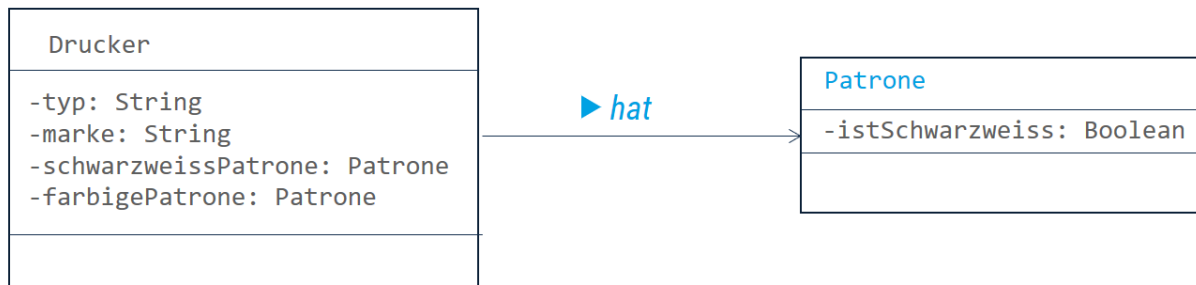 Drucker
-typ: String
-marke: String
-schwarzweissPatrone: Patrone
-farbigePatrone: Patrone
▶ hat
Patrone
-istSchwarzweiss: Boolean